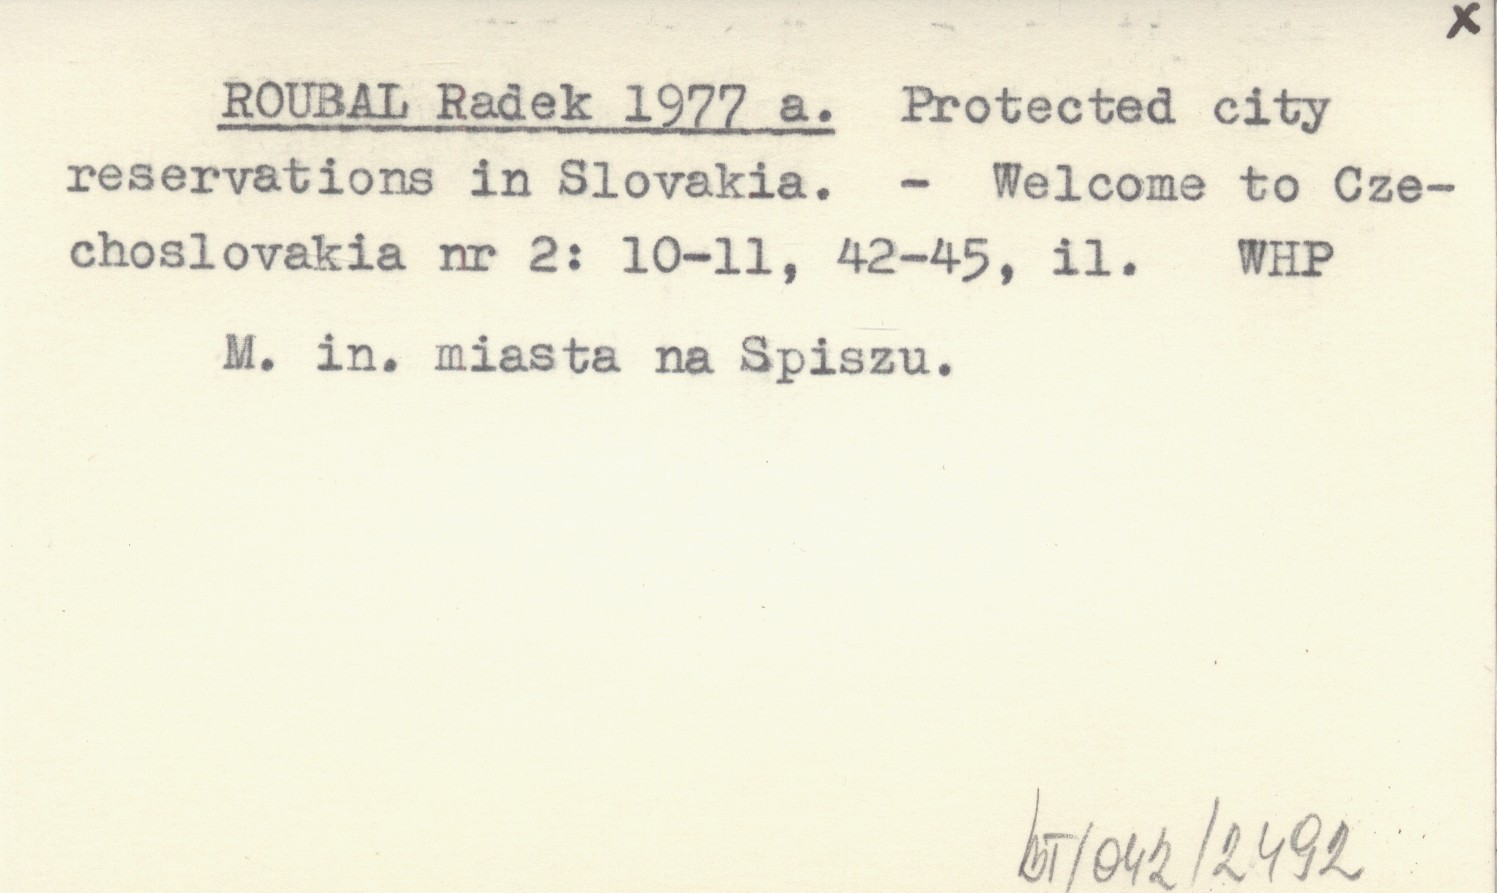 x
ROUBAL Radek 1977 a. Protected city
reservations in Slovakia. - Welcome to Cze-
choslovakia nr 2: 10-11, 42-45, il. WHP
M. in. miasta na Spiszu.
/042/2492